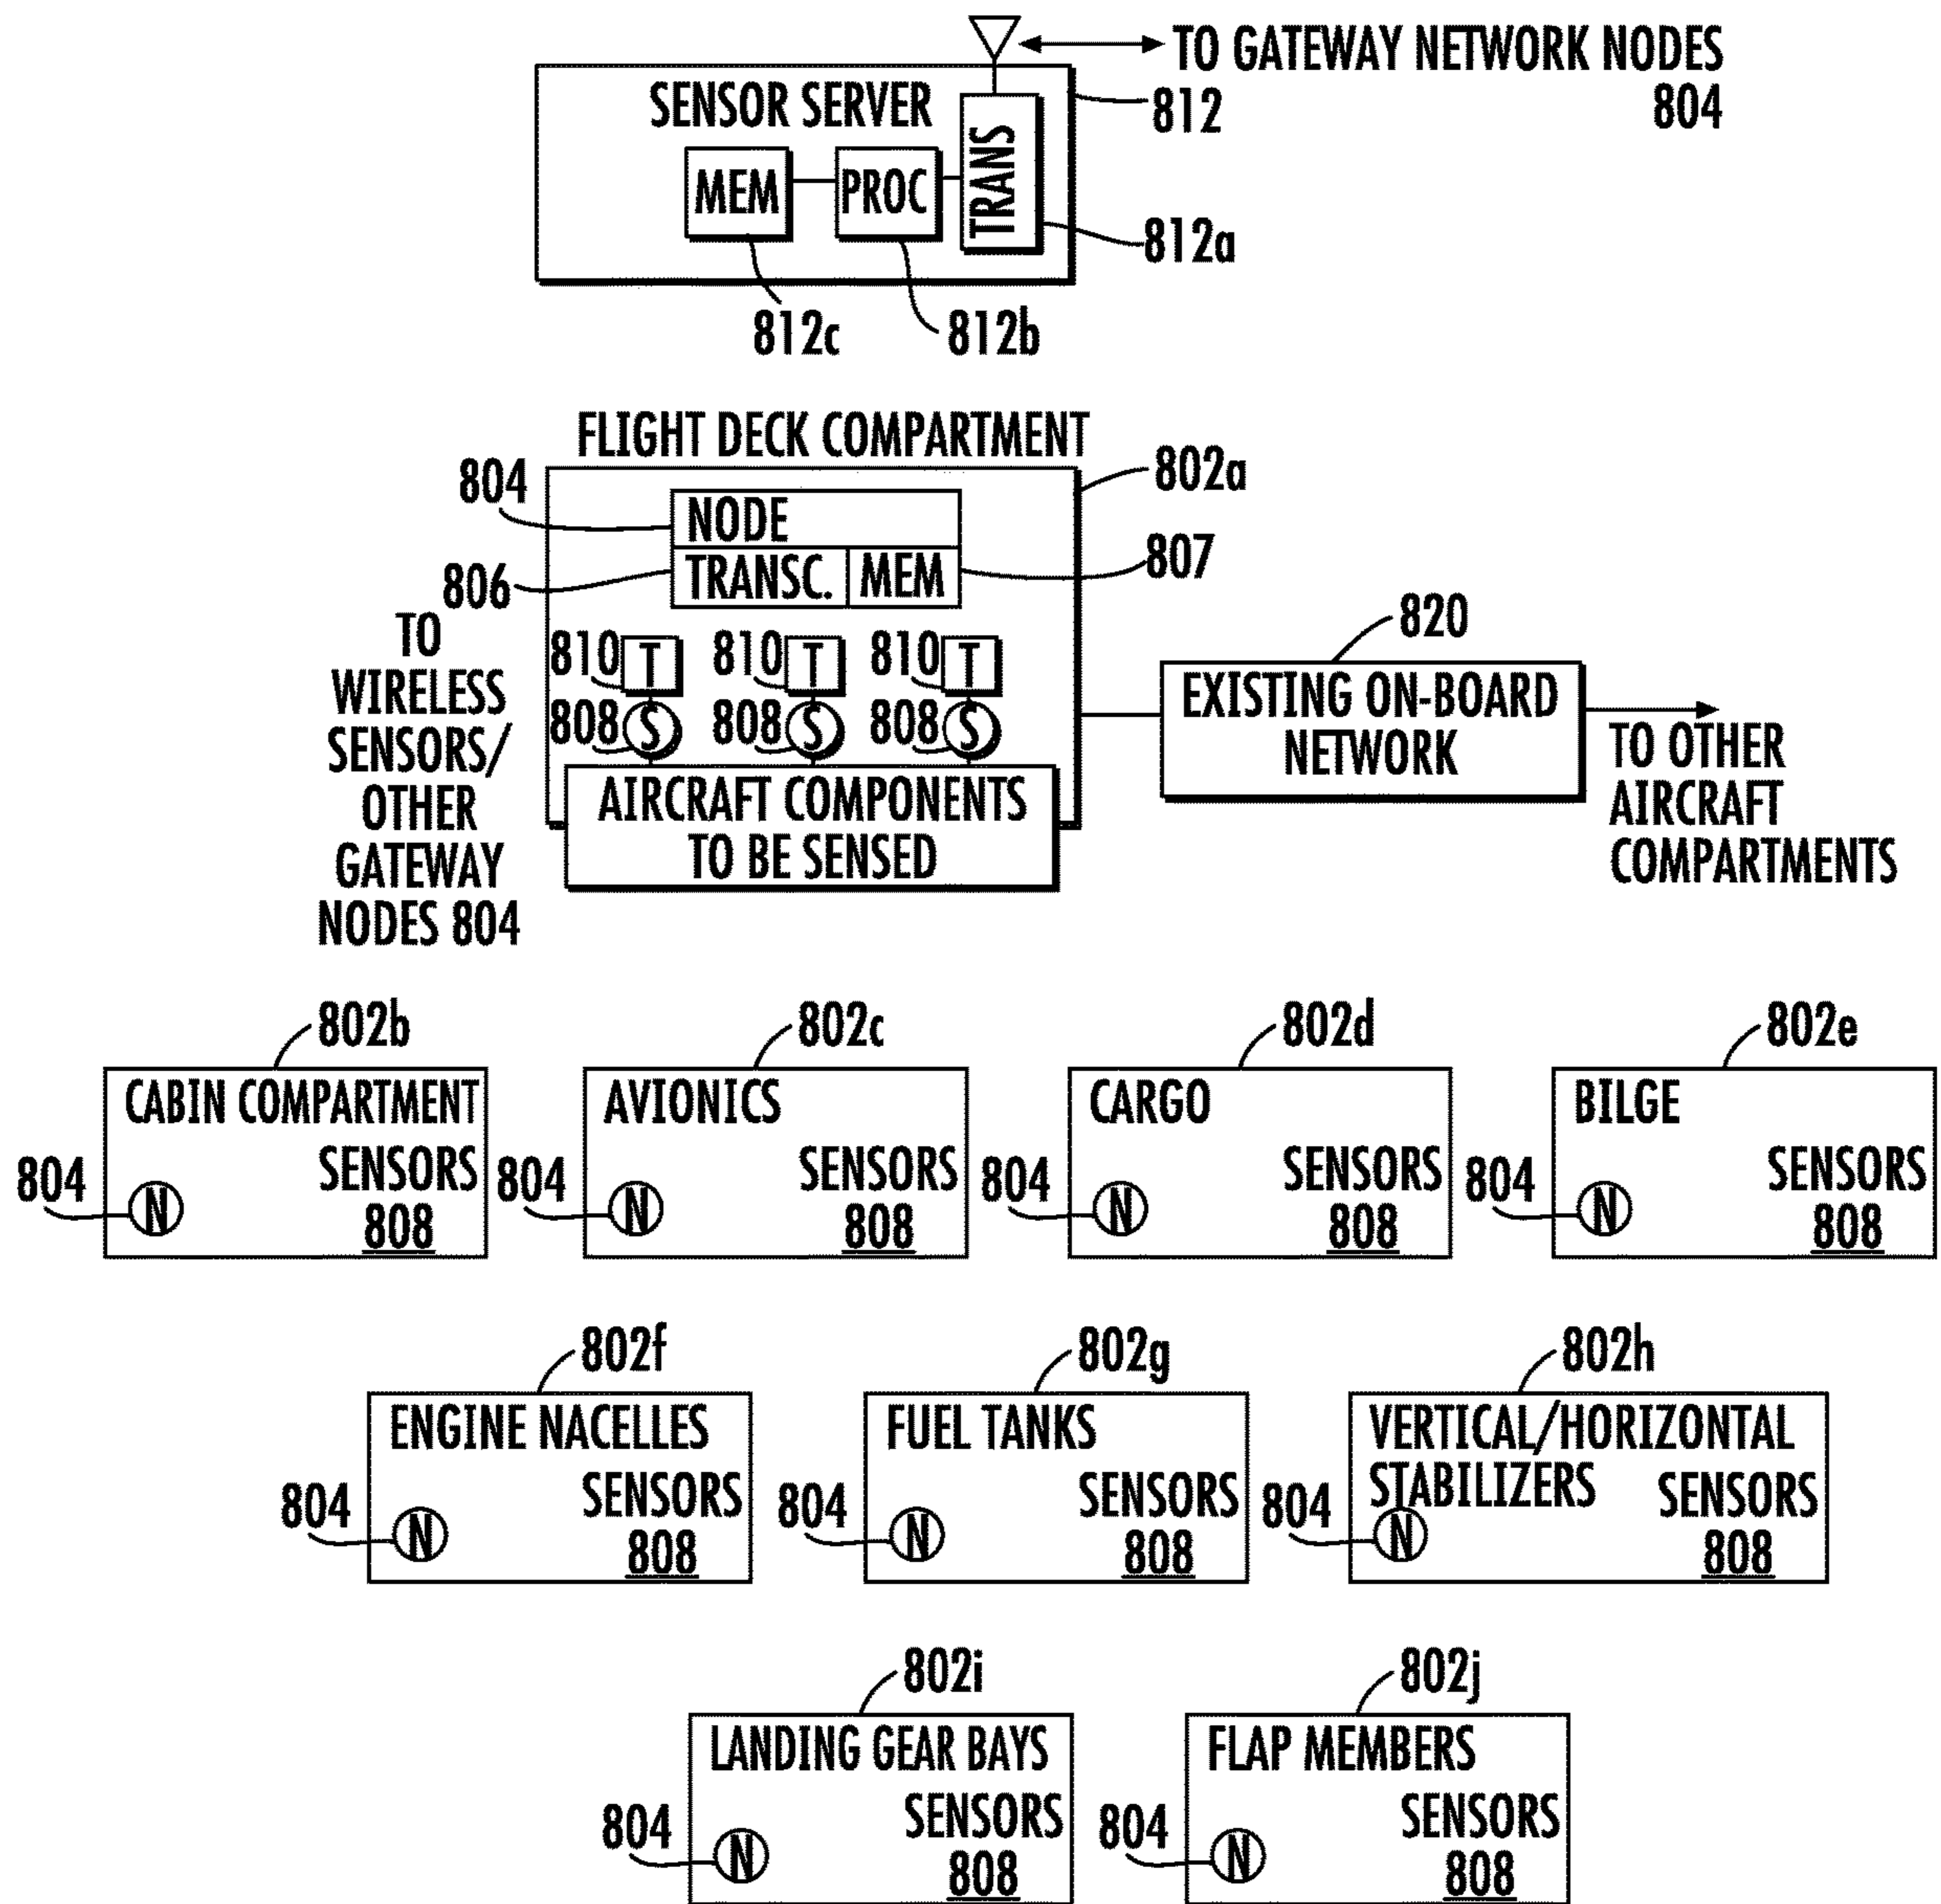 TO GATEWAY NETWORK NODES
804
812
SENSOR SERVER
MEM
PROC
TRANS
812a
812c
812b
FLIGHT DECK COMPARTMENT
802a
804
NODE
807
806
TRANSC.
MEM
TO
WIRELESS
SENSORS/
OTHER
GATEWAY
NODES 804
810 T 810 T 810 T
808 S 808 S 808 S
AIRCRAFT COMPONENTS
TO BE SENSED
820
EXISTING ON-BOARD
NETWORK
TO OTHER
AIRCRAFT
COMPARTMENTS
802b
CABIN COMPARTMENT
SENSORS
808
804
N
802c
AVIONICS
SENSORS
808
804
N
802d
CARGO
SENSORS
808
804
N
802e
BILGE
SENSORS
808
804
N
802f
ENGINE NACELLES
SENSORS
808
804
N
802g
FUEL TANKS
SENSORS
808
804
N
802h
VERTICAL/HORIZONTAL
STABILIZERS
SENSORS
808
804
N
802i
LANDING GEAR BAYS
SENSORS
808
804
N
802j
FLAP MEMBERS
SENSORS
808
804
N